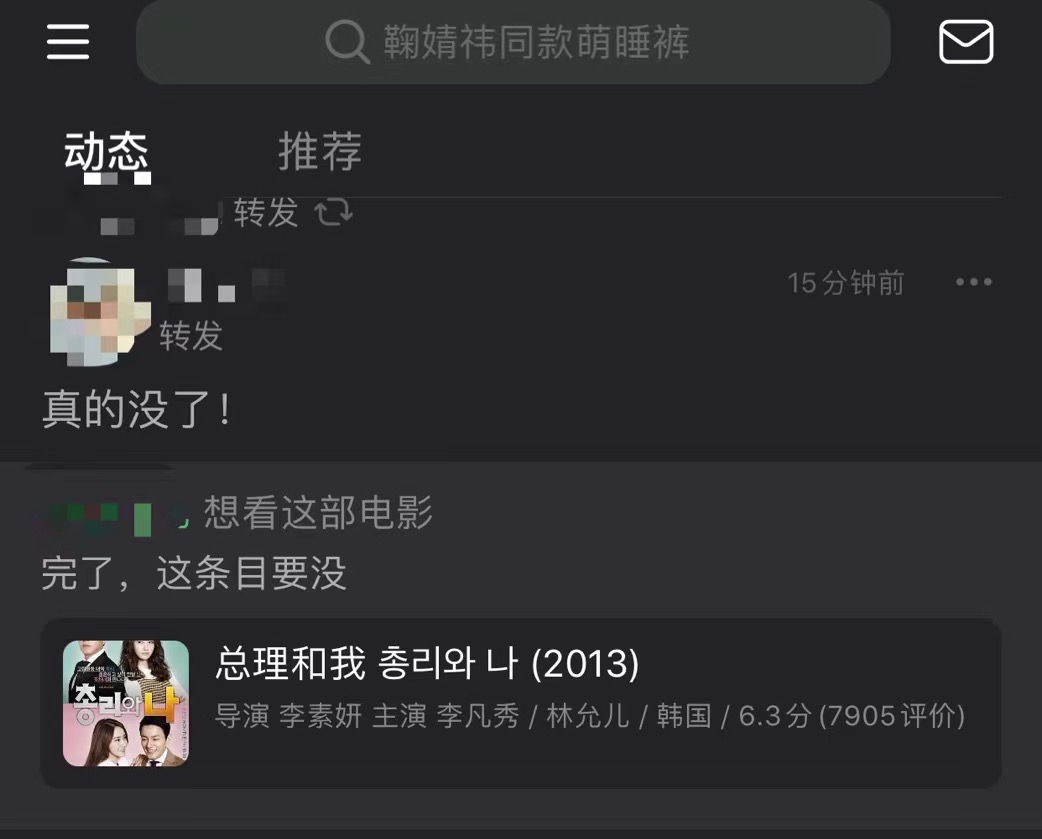 鞠婧祎同款萌睡裤
动态
推荐
转发
15分钟前
转发
真的没了！
想看这部电影
完了，这条目要没
总理和我 총리와 나 (2013)
총리와 나
导演 李素妍 主演 李凡秀 / 林允儿 / 韩国 / 6.3分(7905评价)